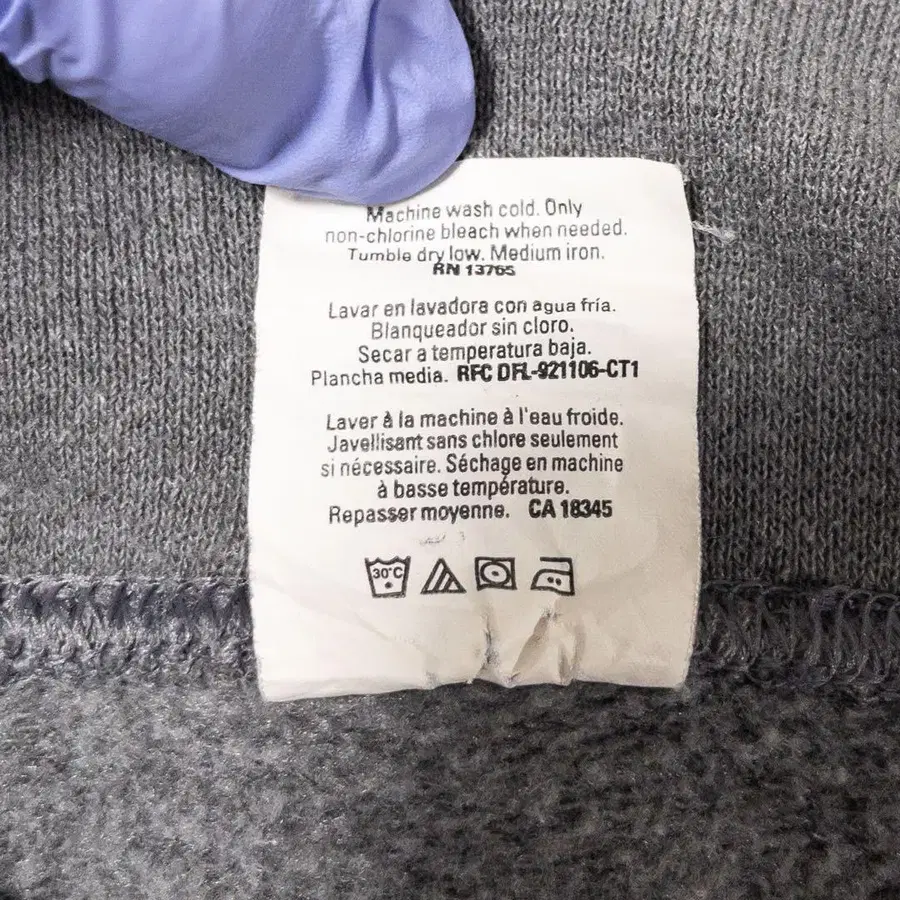 Machine wash cold. Only
non-chlorine bleach when needed.
Tumble dry low. Medium iron.
RN 13765
Lavar en lavadora con agua fría.
Blanqueador sin cloro.
Secar a temperatura baja.
Plancha media. RFC DFL-921106-CT1
Laver à la machine à l'eau froide.
Javellisant sans chlore seulement
si nécessaire. Séchage en machine
à basse température.
Repasser moyenne. CA 18345
30°C